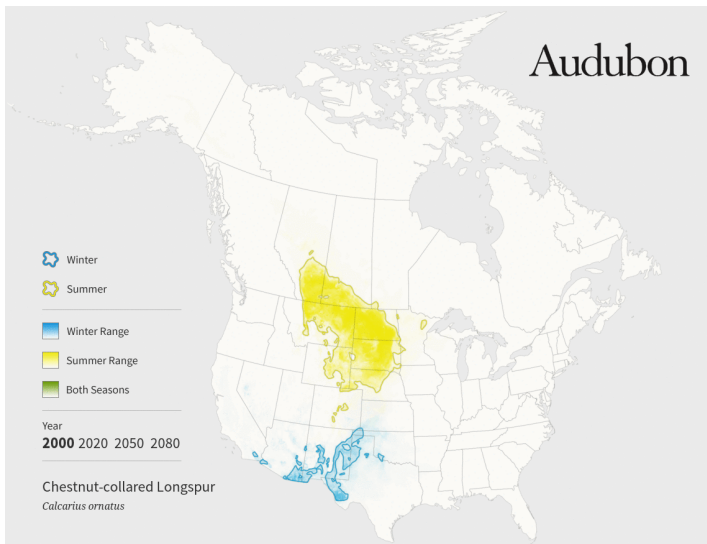 Audubon
Winter
Summer
Winter Range
Summer Range
Both Seasons
Year
2000 2020 2050 2080
Chestnut-collared Longspur
Calcarius ornatus